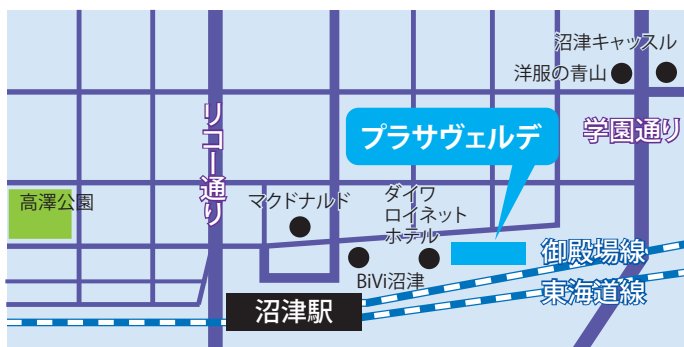 沼津キャッスル
洋服の青山
プラサヴェルデ
学園通り
リコー通り
高澤公園
マクドナルド
ダイワ
ロイネット
ホテル
御殿場線
BiVi沼津
東海道線
沼津駅